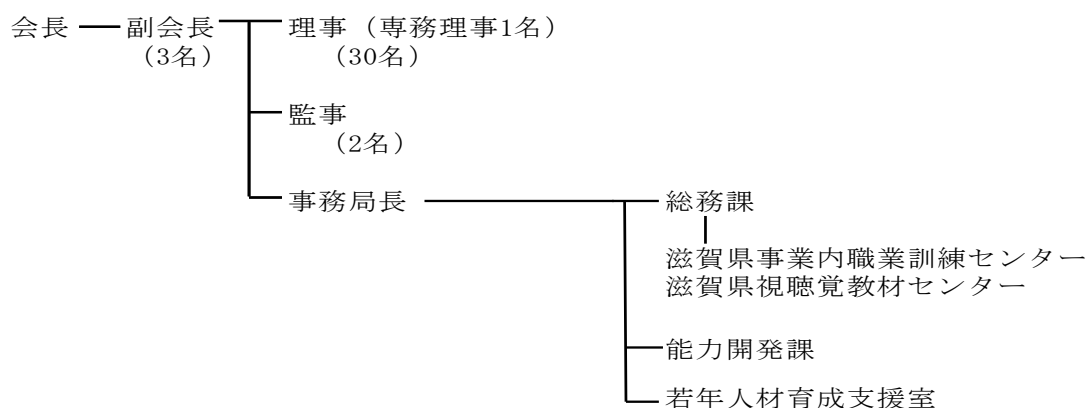 会長 副会長 理事（専務理事1名）
（3名） （30名）
監事
（2名）
事務局長 総務課
滋賀県事業内職業訓練センター
滋賀県視聴覚教材センター
能力開発課
若年人材育成支援室